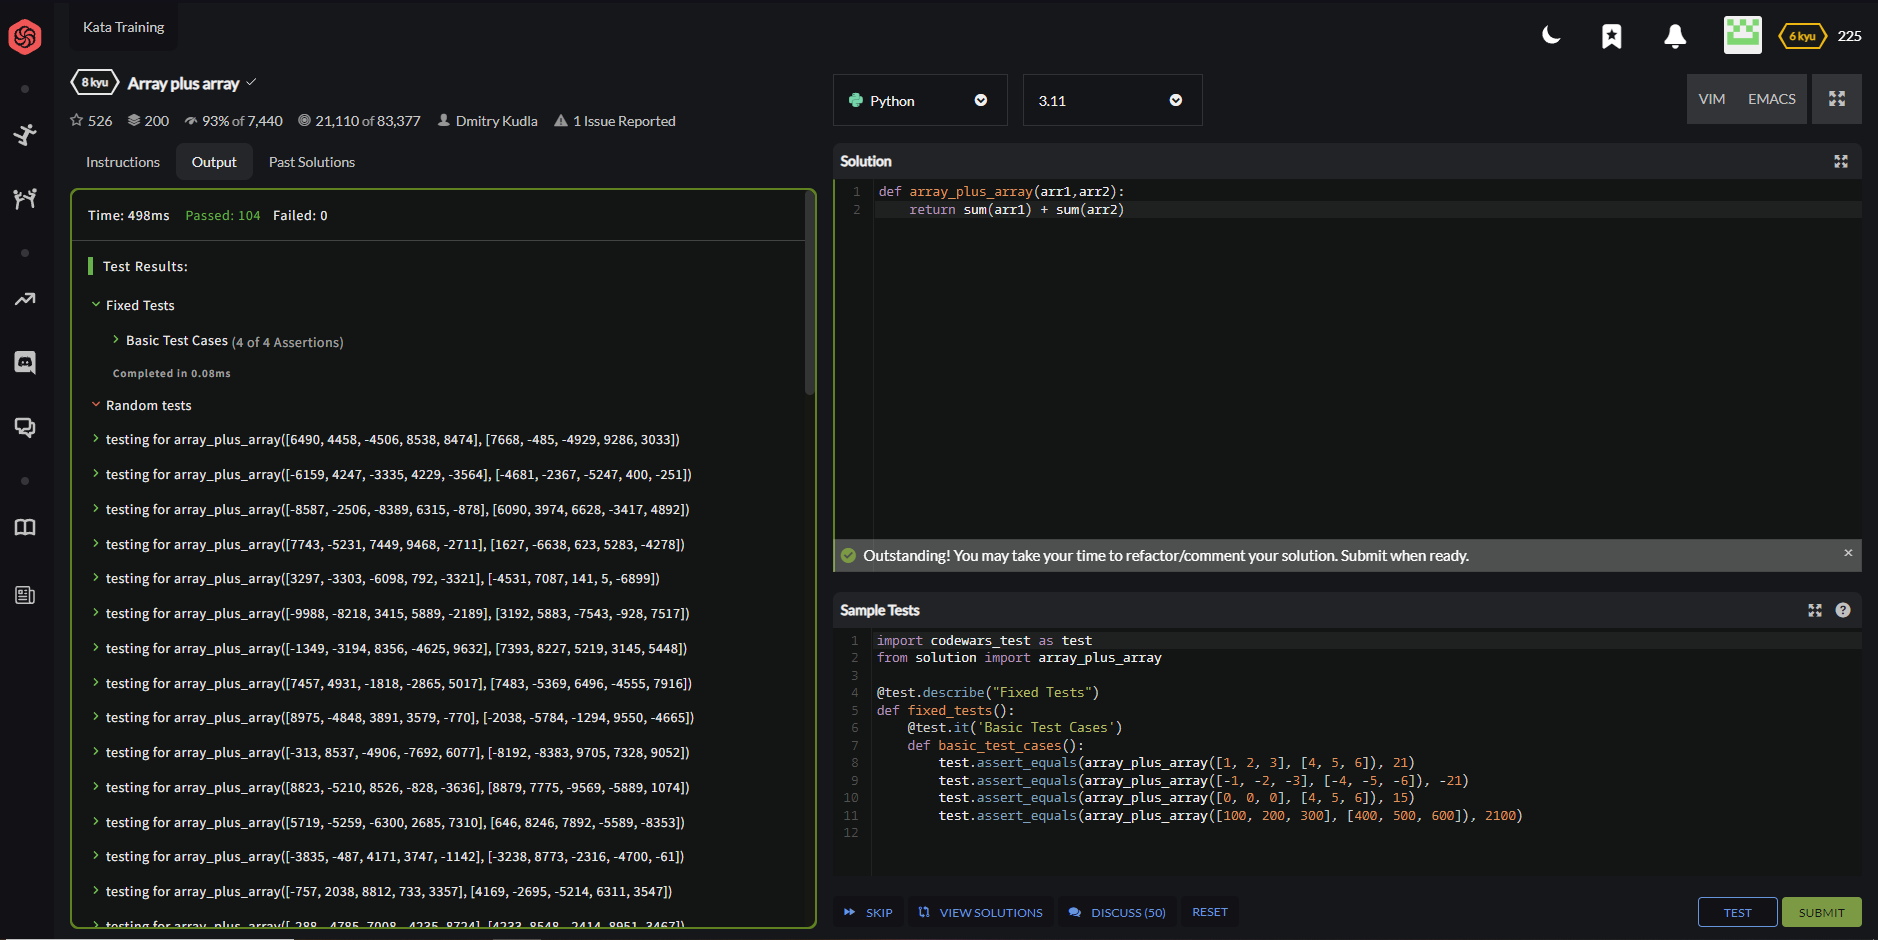 Kata Training
6 kyu 225
8 kyu Array plus array
526 200 93% of 7,440 21,110 of 83,377 Dmitry Kudla 1 Issue Reported
Instructions Output Past Solutions
Time: 498ms Passed: 104 Failed: 0
Test Results:
Fixed Tests
Basic Test Cases (4 of 4 Assertions)
Completed in 0.08ms
Random tests
testing for array_plus_array([6490, 4458, -4506, 8538, 8474], [7668, -485, -4929, 9286, 3033])
testing for array_plus_array([-6159, 4247, -3335, 4229, -3564], [-4681, -2367, -5247, 400, -251])
testing for array_plus_array([-8587, -2506, -8389, 6315, -878], [6090, 3974, 6628, -3417, 4892])
testing for array_plus_array([7743, -5231, 7449, 9468, -2711], [1627, -6638, 623, 5283, -4278])
testing for array_plus_array([3297, -3303, -6098, 792, -3321], [-4531, 7087, 141, 5, -6899])
testing for array_plus_array([-9988, -8218, 3415, 5889, -2189], [3192, 5883, -7543, -928, 7517])
testing for array_plus_array([-1349, -3194, 8356, -4625, 9632], [7393, 8227, 5219, 3145, 5448])
testing for array_plus_array([7457, 4931, -1818, -2865, 5017], [7483, -5369, 6496, -4555, 7916])
testing for array_plus_array([8975, -4848, 3891, 3579, -770], [-2038, -5784, -1294, 9550, -4665])
testing for array_plus_array([-313, 8537, -4906, -7692, 6077], [-8192, -8383, 9705, 7328, 9052])
testing for array_plus_array([8823, -5210, 8526, -828, -3636], [8879, 7775, -9569, -5889, 1074])
testing for array_plus_array([5719, -5259, -6300, 2685, 7310], [646, 8246, 7892, -5589, -8353])
testing for array_plus_array([-3835, -487, 4171, 3747, -1142], [-3238, 8773, -2316, -4700, -61])
testing for array_plus_array([-757, 2038, 8812, 733, 3357], [4169, -2695, -5214, 6311, 3547])
Python 3.11 VIM EMACS
Solution
1 def array_plus_array(arr1,arr2):
2 return sum(arr1) + sum(arr2)
Outstanding! You may take your time to refactor/comment your solution. Submit when ready. ×
Sample Tests
1 import codewars_test as test
2 from solution import array_plus_array
3
4 @test.describe("Fixed Tests")
5 def fixed_tests():
6 @test.it('Basic Test Cases')
7 def basic_test_cases():
8 test.assert_equals(array_plus_array([1, 2, 3], [4, 5, 6]), 21)
9 test.assert_equals(array_plus_array([-1, -2, -3], [-4, -5, -6]), -21)
10 test.assert_equals(array_plus_array([0, 0, 0], [4, 5, 6]), 15)
11 test.assert_equals(array_plus_array([100, 200, 300], [400, 500, 600]), 2100)
12
SKIP VIEW SOLUTIONS DISCUSS (50) RESET TEST SUBMIT